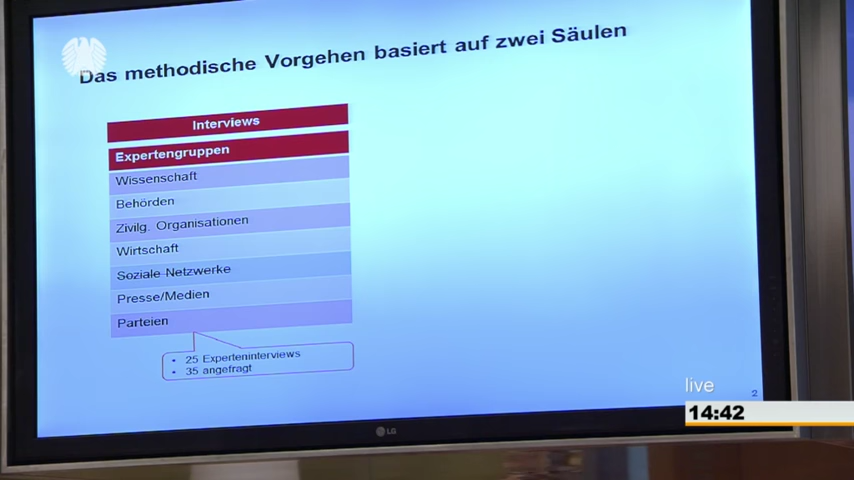 Das methodische Vorgehen basiert auf zwei Säulen
Interviews
Expertengruppen
Wissenschaft
Behörden
Zivilg. Organisationen
Wirtschaft
Soziale Netzwerke
Presse/Medien
Parteien
• 25 Experteninterviews
• 35 angefragt
2
LG
live
14:42